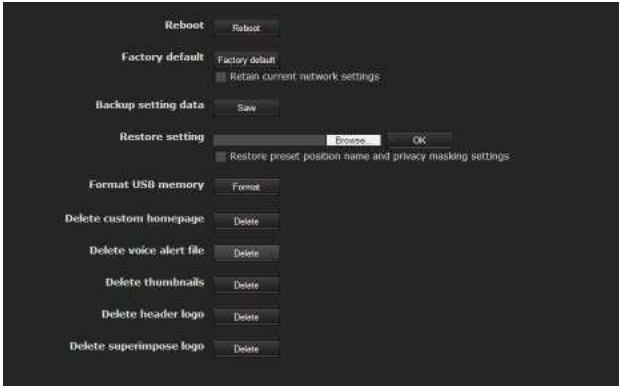 Reboot Reboot
Factory default Factory default
Retain current network settings
Backup setting data Save
Restore setting Browse... OK
Restore preset position name and privacy masking settings
Format USB memory Format
Delete custom homepage Delete
Delete voice alert file Delete
Delete thumbnails Delete
Delete header logo Delete
Delete superimpose logo Delete